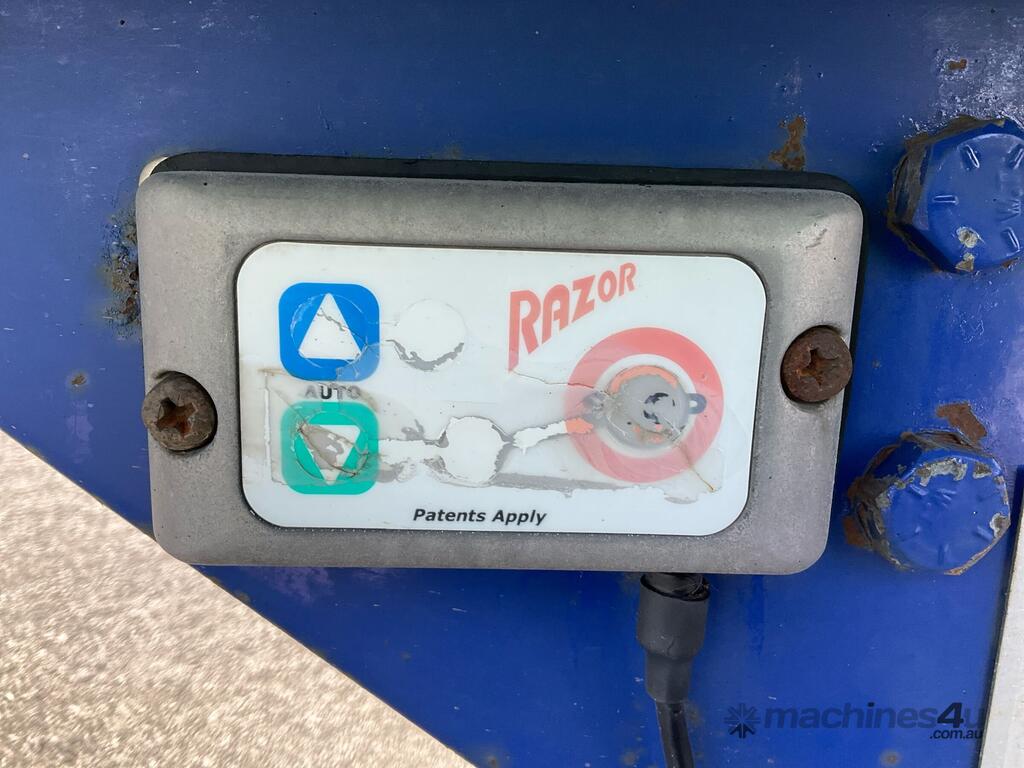 RAZOR
AUTO
Patents Apply
machines4u
.com.au